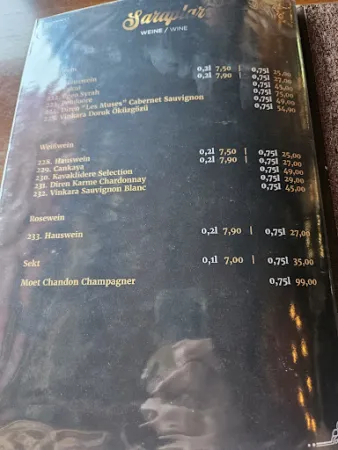 Saraplar
WEINE / WINE
0,2l 7,50 | 0,75l 25,00
0,2l 7,90 | 0,75l 27,00
Syrah 0,75l 45,00
0,75l 75,00
"Les Muses" Cabernet Sauvignon 0,75l 49,00
Vinkara Doruk Öküzgözü 0,75l 54,90
Weißwein
228. Hauswein 0,2l 7,50 | 0,75l 25,00
229. Cankaya 0,2l 7,90 | 0,75l 27,00
230. Kavaklidere Selection 0,75l 49,00
231. Diren Karme Chardonnay 0,75l 29,00
232. Vinkara Sauvignon Blanc 0,75l 45,00
Rosewein
233. Hauswein 0,2l 7,90 | 0,75l 27,00
Sekt 0,1l 7,00 | 0,75l 35,00
Moet Chandon Champagner 0,75l 99,00